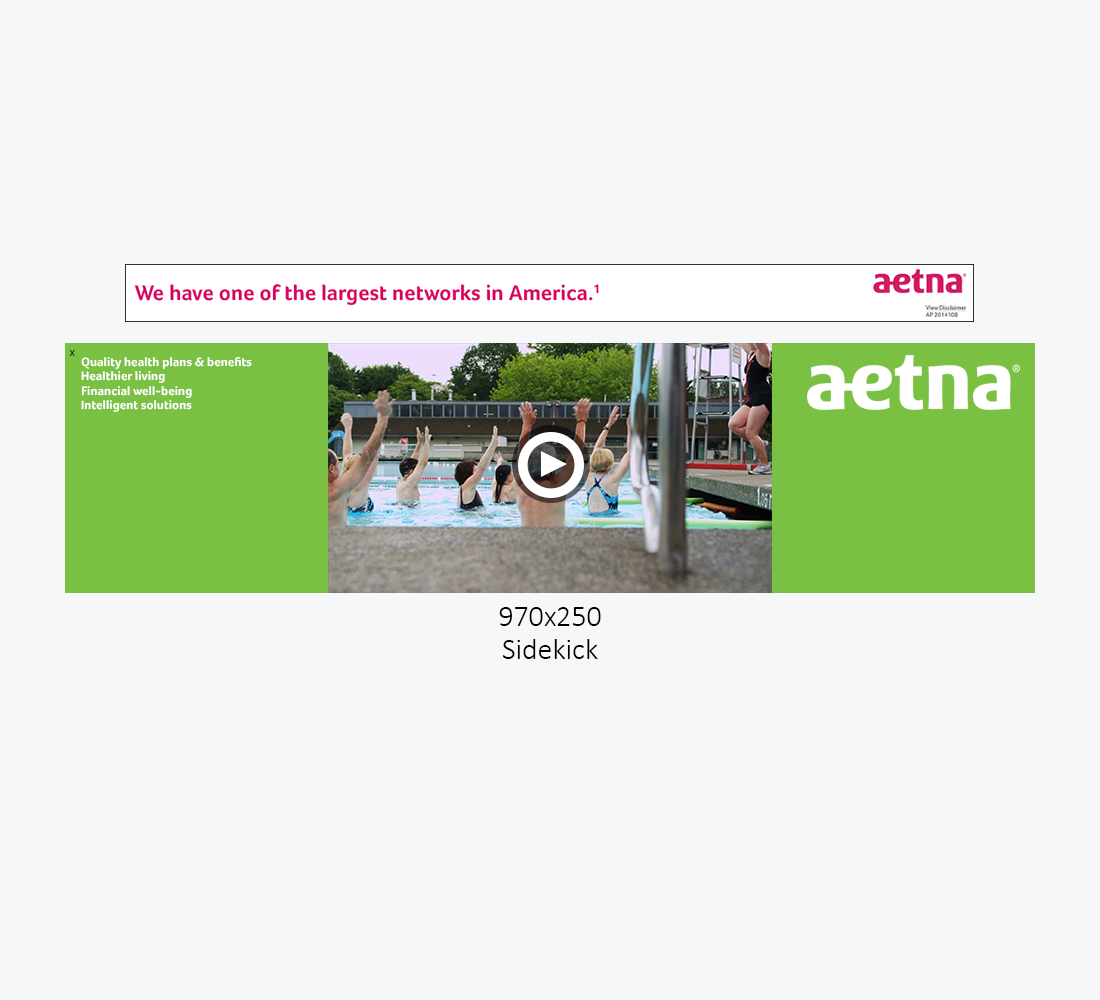 We have one of the largest networks in America.¹
aetna®
View Disclaimer
AP 2014108
x
Quality health plans & benefits
Healthier living
Financial well-being
Intelligent solutions
aetna®
970x250
Sidekick